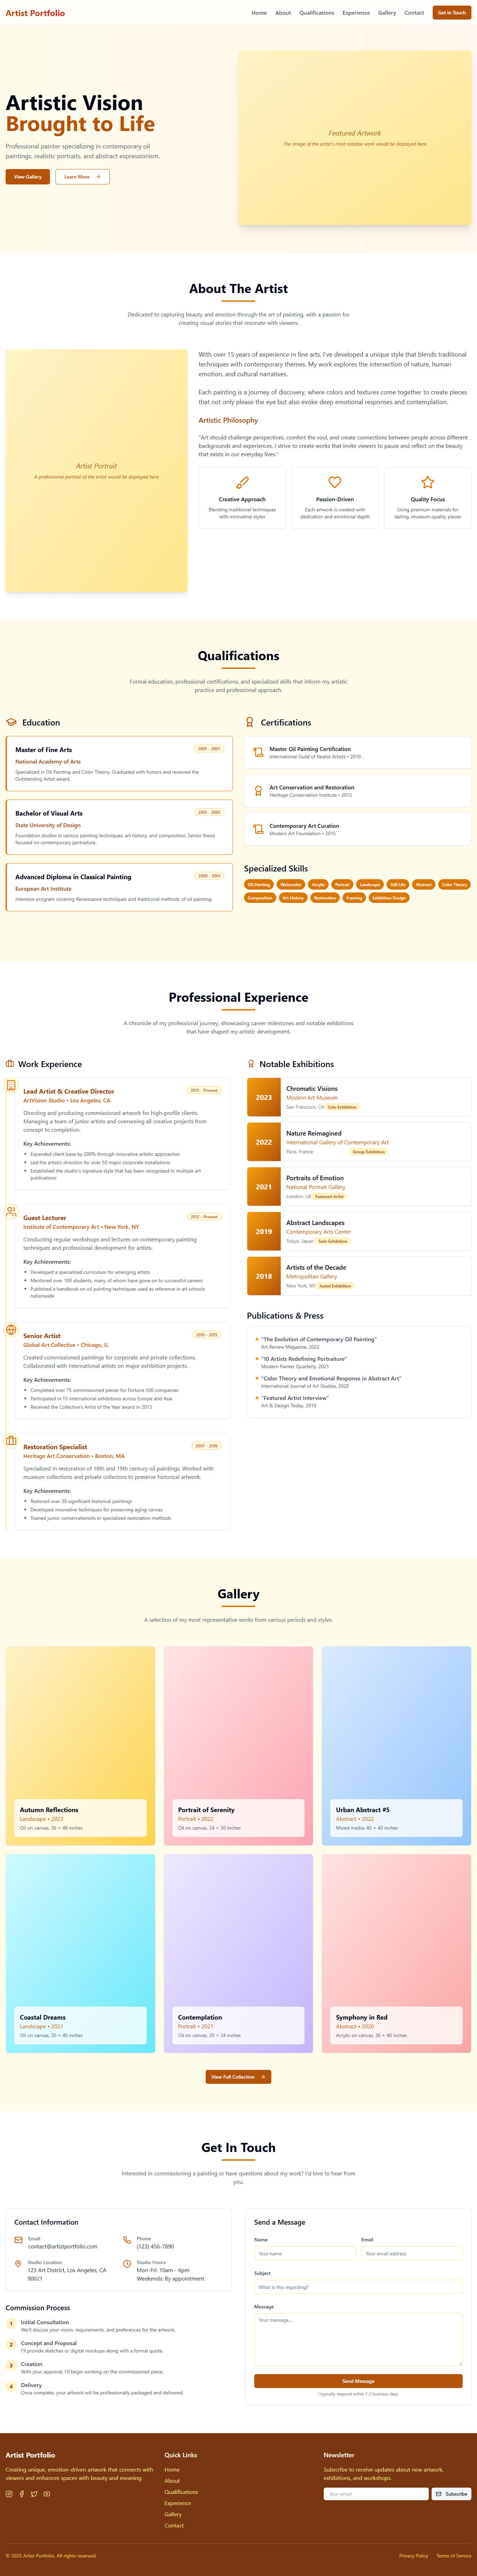 Artist Portfolio
Home
About
Qualifications
Experience
Gallery
Contact
Get in Touch
Artistic Vision
Brought to Life
Professional painter specializing in contemporary oil
paintings, realistic portraits, and abstract expressionism.
View Gallery
Learn More
Featured Artwork
The image of the artist's most notable work would be displayed here
About The Artist
Dedicated to capturing beauty and emotion through the art of painting, with a passion for
creating visual stories that resonate with viewers.
Artist Portrait
A professional portrait of the artist would be displayed here
With over 15 years of experience in fine arts, I've developed a unique style that blends traditional
techniques with contemporary themes. My work explores the intersection of nature, human
emotion, and cultural narratives.
Each painting is a journey of discovery, where colors and textures come together to create pieces
that not only please the eye but also evoke deep emotional responses and contemplation.
Artistic Philosophy
"Art should challenge perspectives, comfort the soul, and create connections between people across different
backgrounds and experiences. I strive to create works that invite viewers to pause and reflect on the beauty
that exists in our everyday lives."
Creative Approach
Blending traditional techniques
with innovative styles
Passion-Driven
Each artwork is created with
dedication and emotional depth
Quality Focus
Using premium materials for
lasting, museum-quality pieces
Qualifications
Formal education, professional certifications, and specialized skills that inform my artistic
practice and professional approach.
Education
Master of Fine Arts
2005 - 2007
National Academy of Arts
Specialized in Oil Painting and Color Theory. Graduated with honors and received the
Outstanding Artist award.
Bachelor of Visual Arts
2001 - 2005
State University of Design
Foundation studies in various painting techniques, art history, and composition. Senior thesis
focused on contemporary portraiture.
Advanced Diploma in Classical Painting
2000 - 2001
European Art Institute
Intensive program covering Renaissance techniques and traditional methods of oil painting.
Certifications
Master Oil Painting Certification
International Guild of Realist Artists • 2010
Art Conservation and Restoration
Heritage Conservation Institute • 2012
Contemporary Art Curation
Modern Art Foundation • 2015
Specialized Skills
Oil Painting
Watercolor
Acrylic
Portrait
Landscape
Still Life
Abstract
Color Theory
Composition
Art History
Restoration
Framing
Exhibition Design
Professional Experience
A chronicle of my professional journey, showcasing career milestones and notable exhibitions
that have shaped my artistic development.
Work Experience
Lead Artist & Creative Director
2015 - Present
ArtVision Studio • Los Angeles, CA
Directing and producing commissioned artwork for high-profile clients.
Managing a team of junior artists and overseeing all creative projects from
concept to completion.
Key Achievements:
Expanded client base by 200% through innovative artistic approaches
Led the artistic direction for over 50 major corporate installations
Established the studio's signature style that has been recognized in multiple art
publications
Guest Lecturer
2012 - Present
Institute of Contemporary Art • New York, NY
Conducting regular workshops and lectures on contemporary painting
techniques and professional development for artists.
Key Achievements:
Developed a specialized curriculum for emerging artists
Mentored over 100 students, many of whom have gone on to successful careers
Published a handbook on oil painting techniques used as reference in art schools
nationwide
Senior Artist
2010 - 2015
Global Art Collective • Chicago, IL
Created commissioned paintings for corporate and private collections.
Collaborated with international artists on major exhibition projects.
Key Achievements:
Completed over 75 commissioned pieces for Fortune 500 companies
Participated in 15 international exhibitions across Europe and Asia
Received the Collective's Artist of the Year award in 2013
Restoration Specialist
2007 - 2010
Heritage Art Conservation • Boston, MA
Specialized in restoration of 18th and 19th century oil paintings. Worked with
museum collections and private collectors to preserve historical artwork.
Key Achievements:
Restored over 30 significant historical paintings
Developed innovative techniques for preserving aging canvas
Trained junior conservationists in specialized restoration methods
Notable Exhibitions
2023
Chromatic Visions
Modern Art Museum
San Francisco, CA
Solo Exhibition
2022
Nature Reimagined
International Gallery of Contemporary Art
Paris, France
Group Exhibition
2021
Portraits of Emotion
National Portrait Gallery
London, UK
Featured Artist
2019
Abstract Landscapes
Contemporary Arts Center
Tokyo, Japan
Solo Exhibition
2018
Artists of the Decade
Metropolitan Gallery
New York, NY
Juried Exhibition
Publications & Press
"The Evolution of Contemporary Oil Painting"
Art Review Magazine, 2022
"10 Artists Redefining Portraiture"
Modern Painter Quarterly, 2021
"Color Theory and Emotional Response in Abstract Art"
International Journal of Art Studies, 2020
"Featured Artist Interview"
Art & Design Today, 2019
Gallery
A selection of my most representative works from various periods and styles.
Autumn Reflections
Landscape • 2023
Oil on canvas, 36 × 48 inches
Portrait of Serenity
Portrait • 2022
Oil on canvas, 24 × 30 inches
Urban Abstract #5
Abstract • 2022
Mixed media, 40 × 40 inches
Coastal Dreams
Landscape • 2021
Oil on canvas, 30 × 40 inches
Contemplation
Portrait • 2021
Oil on canvas, 20 × 24 inches
Symphony in Red
Abstract • 2020
Acrylic on canvas, 36 × 48 inches
View Full Collection
Get In Touch
Interested in commissioning a painting or have questions about my work? I'd love to hear from
you.
Contact Information
Email
contact@artistportfolio.com
Phone
(123) 456-7890
Studio Location
123 Art District, Los Angeles, CA
90021
Studio Hours
Mon-Fri: 10am - 6pm
Weekends: By appointment
Commission Process
1
Initial Consultation
We'll discuss your vision, requirements, and preferences for the artwork.
2
Concept and Proposal
I'll provide sketches or digital mockups along with a formal quote.
3
Creation
With your approval, I'll begin working on the commissioned piece.
4
Delivery
Once complete, your artwork will be professionally packaged and delivered.
Send a Message
Name
Email
Your name
Your email address
Subject
What is this regarding?
Message
Your message...
Send Message
I typically respond within 1-2 business days.
Artist Portfolio
Creating unique, emotion-driven artwork that connects with
viewers and enhances spaces with beauty and meaning.
Quick Links
Home
About
Qualifications
Experience
Gallery
Contact
Newsletter
Subscribe to receive updates about new artwork,
exhibitions, and workshops.
Your email
Subscribe
© 2025 Artist Portfolio. All rights reserved.
Privacy Policy
Terms of Service